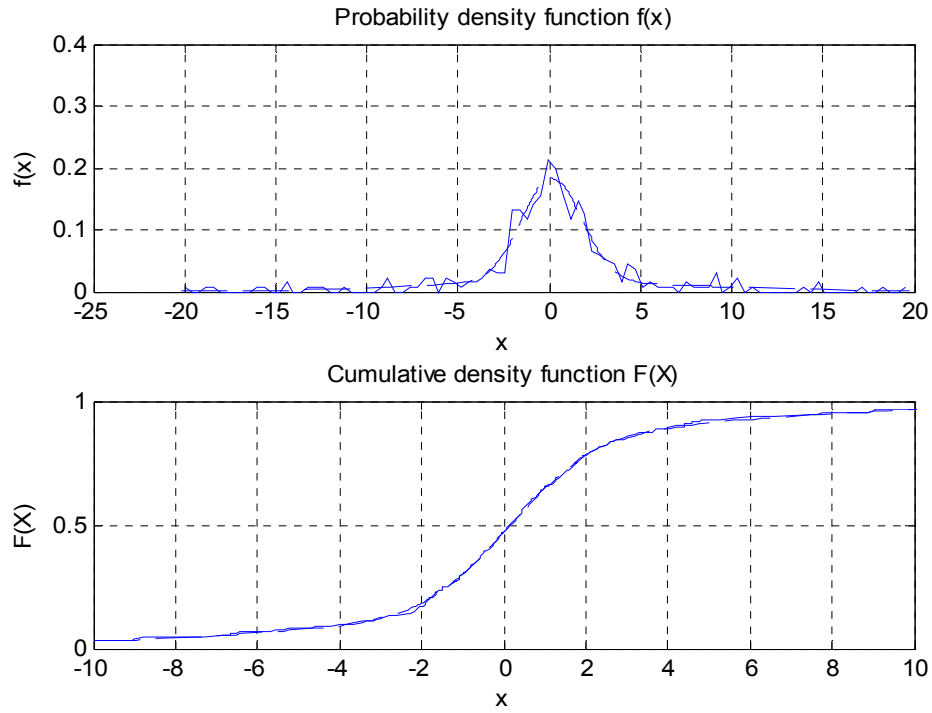 Probability density function f(x)
0.4
0.3
0.2
0.1
0
f(x)
-25 -20 -15 -10 -5 0 5 10 15 20
x
Cumulative density function F(X)
1
0.5
0
F(X)
-10 -8 -6 -4 -2 0 2 4 6 8 10
x